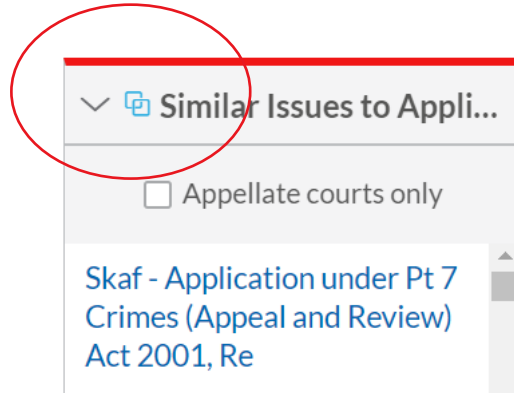 Similar Issues to Appli...
Appellate courts only
Skaf - Application under Pt 7
Crimes (Appeal and Review)
Act 2001, Re